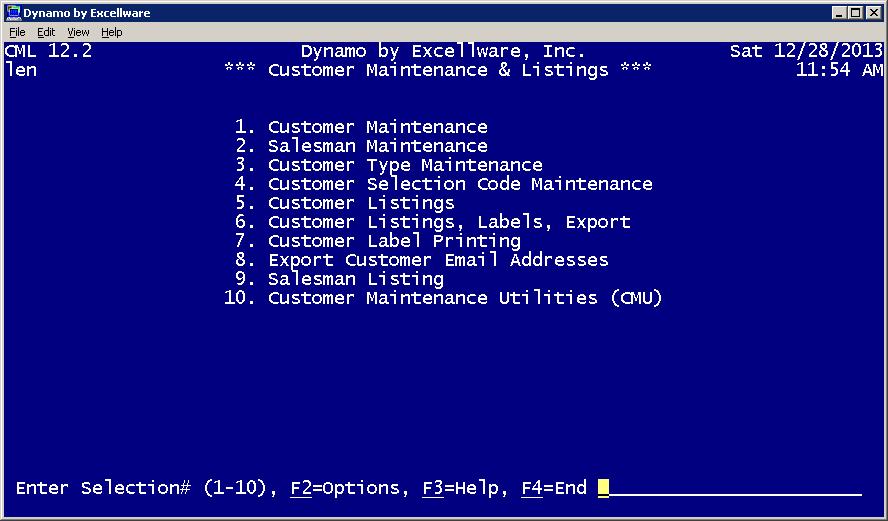 Dynamo by Excellware
File Edit View Help
CML 12.2 Dynamo by Excellware, Inc. Sat 12/28/2013
len *** Customer Maintenance & Listings *** 11:54 AM
1. Customer Maintenance
2. Salesman Maintenance
3. Customer Type Maintenance
4. Customer Selection Code Maintenance
5. Customer Listings
6. Customer Listings, Labels, Export
7. Customer Label Printing
8. Export Customer Email Addresses
9. Salesman Listing
10. Customer Maintenance Utilities (CMU)
Enter Selection# (1-10), F2=Options, F3=Help, F4=End